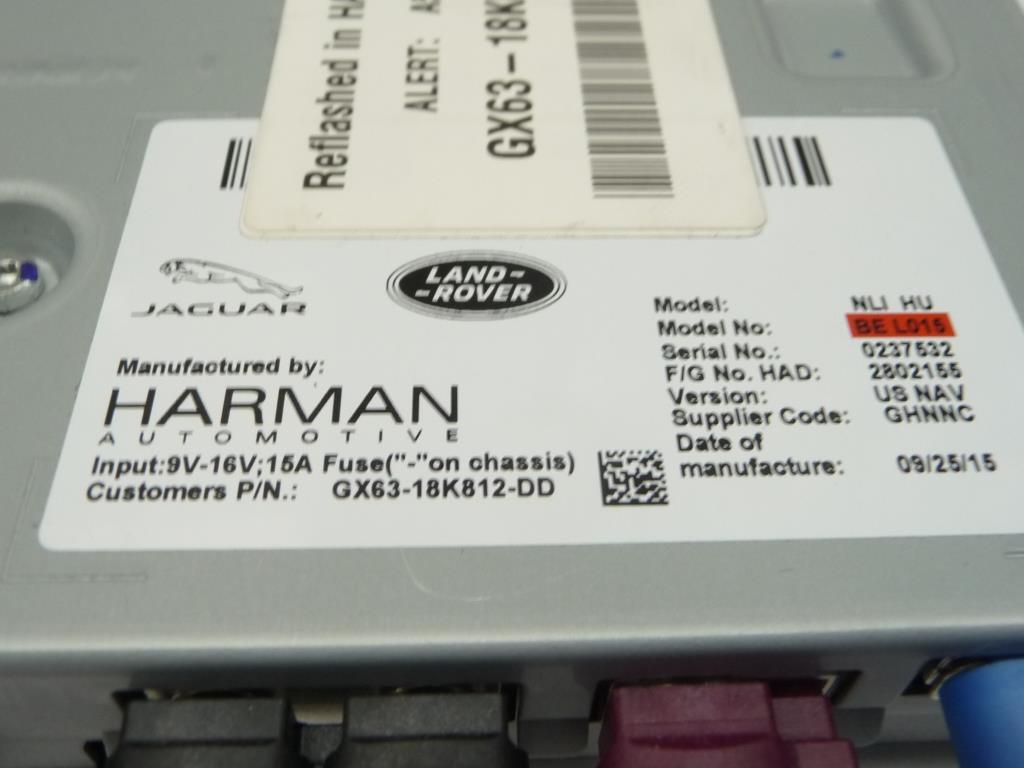 Reflashed in
ALERT:
GX63-18K
JAGUAR
LAND-
-ROVER
Manufactured by:
HARMAN
AUTOMOTIVE
Input:9V-16V;15A Fuse("-"on chassis)
Customers P/N.: GX63-18K812-DD
Model: NLI HU
Model No: BE L015
Serial No.: 0237532
F/G No. HAD: 2802155
Version: US NAV
Supplier Code: GHNNC
Date of
manufacture: 09/25/15